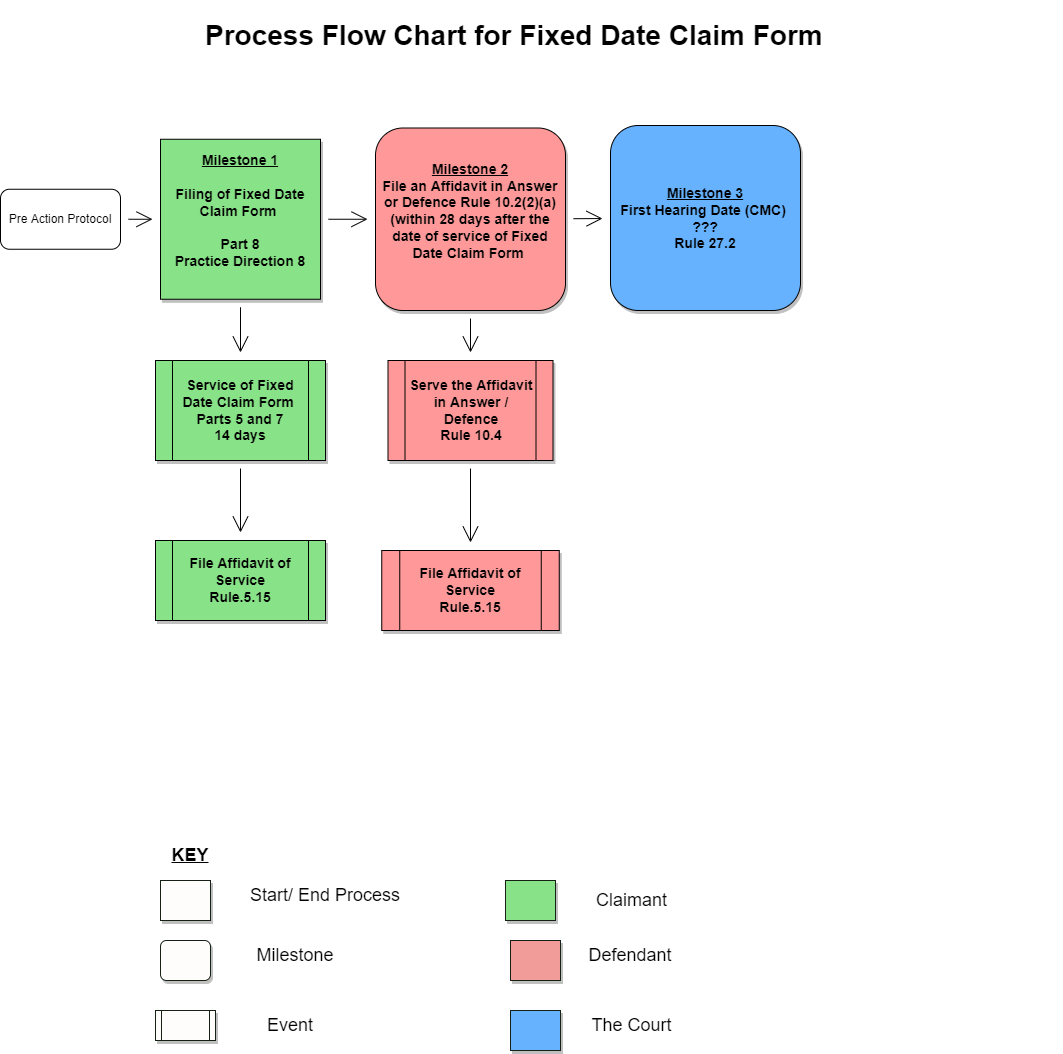 Process Flow Chart for Fixed Date Claim Form
Pre Action Protocol
Milestone 1
Filing of Fixed Date
Claim Form
Part 8
Practice Direction 8
Milestone 2
File an Affidavit in Answer
or Defence Rule 10.2(2)(a)
(within 28 days after the
date of service of Fixed
Date Claim Form
Milestone 3
First Hearing Date (CMC)
???
Rule 27.2
Service of Fixed
Date Claim Form
Parts 5 and 7
14 days
Serve the Affidavit
in Answer /
Defence
Rule 10.4
File Affidavit of
Service
Rule.5.15
File Affidavit of
Service
Rule.5.15
KEY
Start/ End Process
Claimant
Milestone
Defendant
Event
The Court